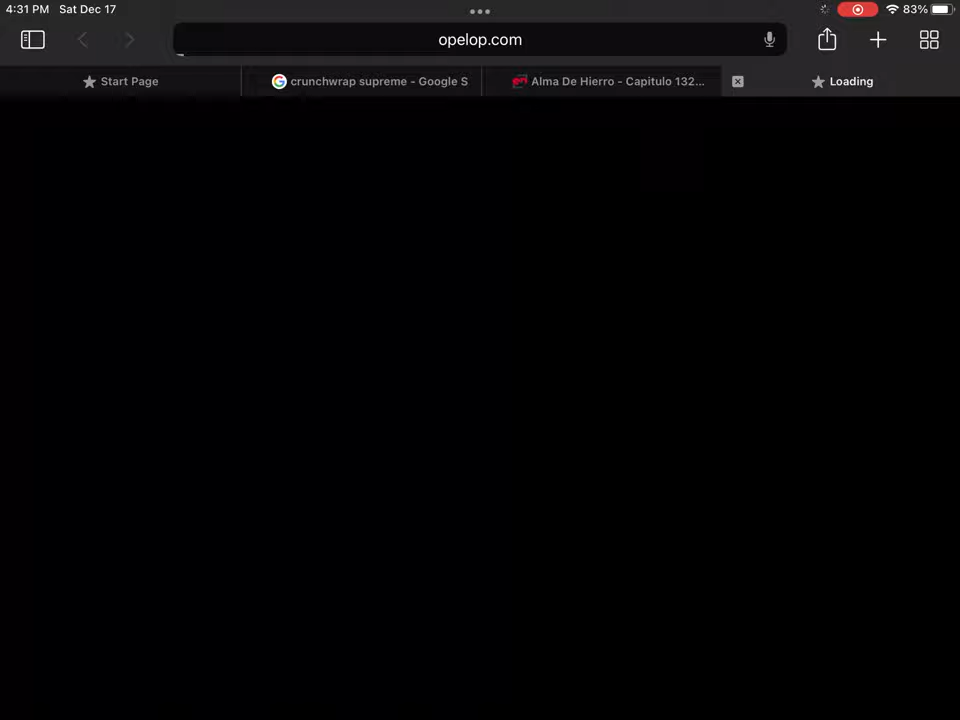 4:31 PM Sat Dec 17
83%
opelop.com
Start Page
crunchwrap supreme - Google S
Alma De Hierro - Capitulo 132...
Loading